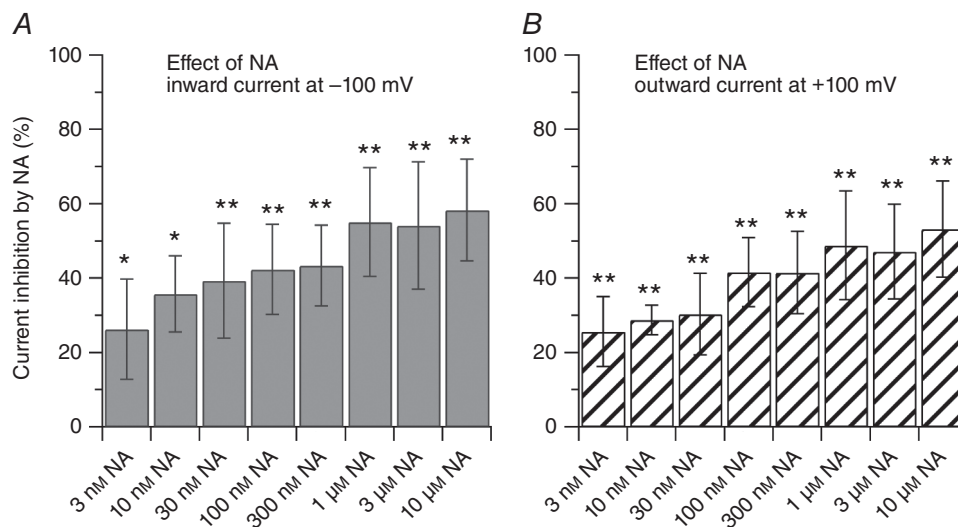 A
B
Effect of NA
inward current at –100 mV
Effect of NA
outward current at +100 mV
Current inhibition by NA (%)
100
80
60
40
20
0
* * ** ** ** ** ** **
3 nM NA
10 nM NA
30 nM NA
100 nM NA
300 nM NA
1 µM NA
3 µM NA
10 µM NA
100
80
60
40
20
0
** ** ** ** ** ** ** **
3 nM NA
10 nM NA
30 nM NA
100 nM NA
300 nM NA
1 µM NA
3 µM NA
10 µM NA